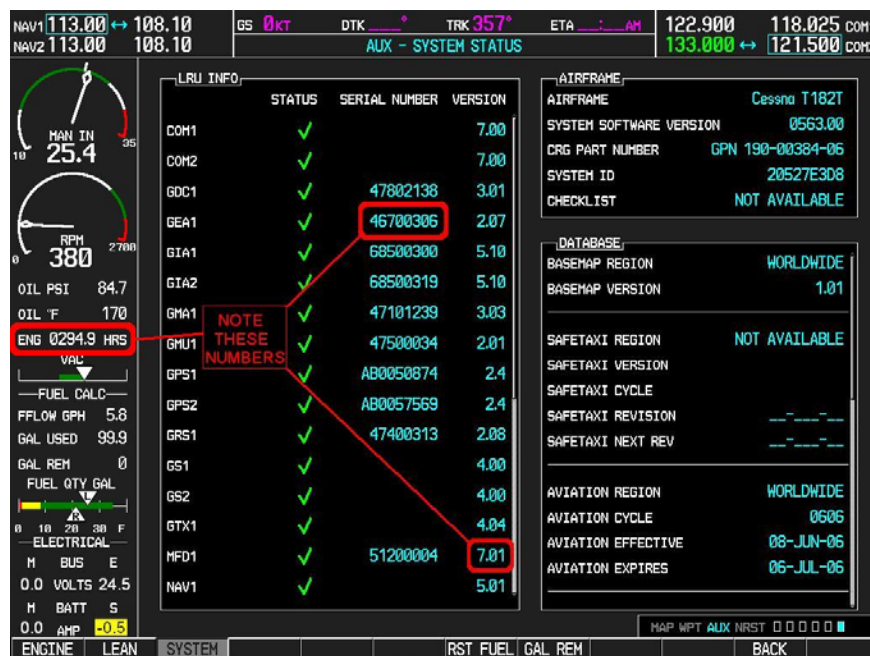 NAV1 113.00 ↔ 108.10 GS 0KT DTK ___° TRK 357° ETA __:__AM 122.900 118.025 COM1
NAV2 113.00 108.10 AUX - SYSTEM STATUS 133.000 ↔ 121.500 COM2
MAN IN
10 25.4 35
RPM
0 380 2700
OIL PSI 84.7
OIL °F 170
ENG 0294.9 HRS
VAC
FUEL CALC
FFLOW GPH 5.8
GAL USED 99.9
GAL REM 0
FUEL QTY GAL
L
R
0 10 20 30 F
ELECTRICAL
M BUS E
0.0 VOLTS 24.5
M BATT S
0.0 AMP -0.5
LRU INFO
STATUS SERIAL NUMBER VERSION
COM1 ✓ 7.00
COM2 ✓ 7.00
GDC1 ✓ 47802138 3.01
GEA1 ✓ 46700306 2.07
GIA1 ✓ 68500300 5.10
GIA2 ✓ 68500319 5.10
GMA1 ✓ 47101239 3.03
GMU1 ✓ 47500034 2.01
GPS1 ✓ AB0050874 2.4
GPS2 ✓ AB0057569 2.4
GRS1 ✓ 47400313 2.08
GS1 ✓ 4.00
GS2 ✓ 4.00
GTX1 ✓ 4.04
MFD1 ✓ 51200004 7.01
NAV1 ✓ 5.01
NOTE
THESE
NUMBERS
AIRFRAME
AIRFRAME Cessna T182T
SYSTEM SOFTWARE VERSION 0563.00
CRG PART NUMBER GPN 190-00384-06
SYSTEM ID 20527E3D8
CHECKLIST NOT AVAILABLE
DATABASE
BASEMAP REGION WORLDWIDE
BASEMAP VERSION 1.01
SAFETAXI REGION NOT AVAILABLE
SAFETAXI VERSION
SAFETAXI CYCLE
SAFETAXI REVISION __-__-__
SAFETAXI NEXT REV __-__-__
AVIATION REGION WORLDWIDE
AVIATION CYCLE 0606
AVIATION EFFECTIVE 08-JUN-06
AVIATION EXPIRES 06-JUL-06
MAP WPT AUX NRST
ENGINE LEAN SYSTEM RST FUEL GAL REM BACK